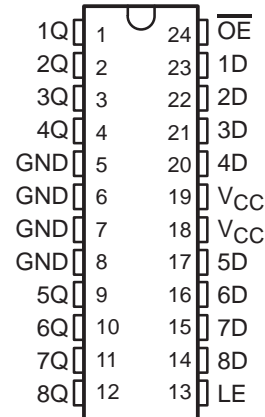 1Q 1 24 O̅E̅
2Q 2 23 1D
3Q 3 22 2D
4Q 4 21 3D
GND 5 20 4D
GND 6 19 VCC
GND 7 18 VCC
GND 8 17 5D
5Q 9 16 6D
6Q 10 15 7D
7Q 11 14 8D
8Q 12 13 LE